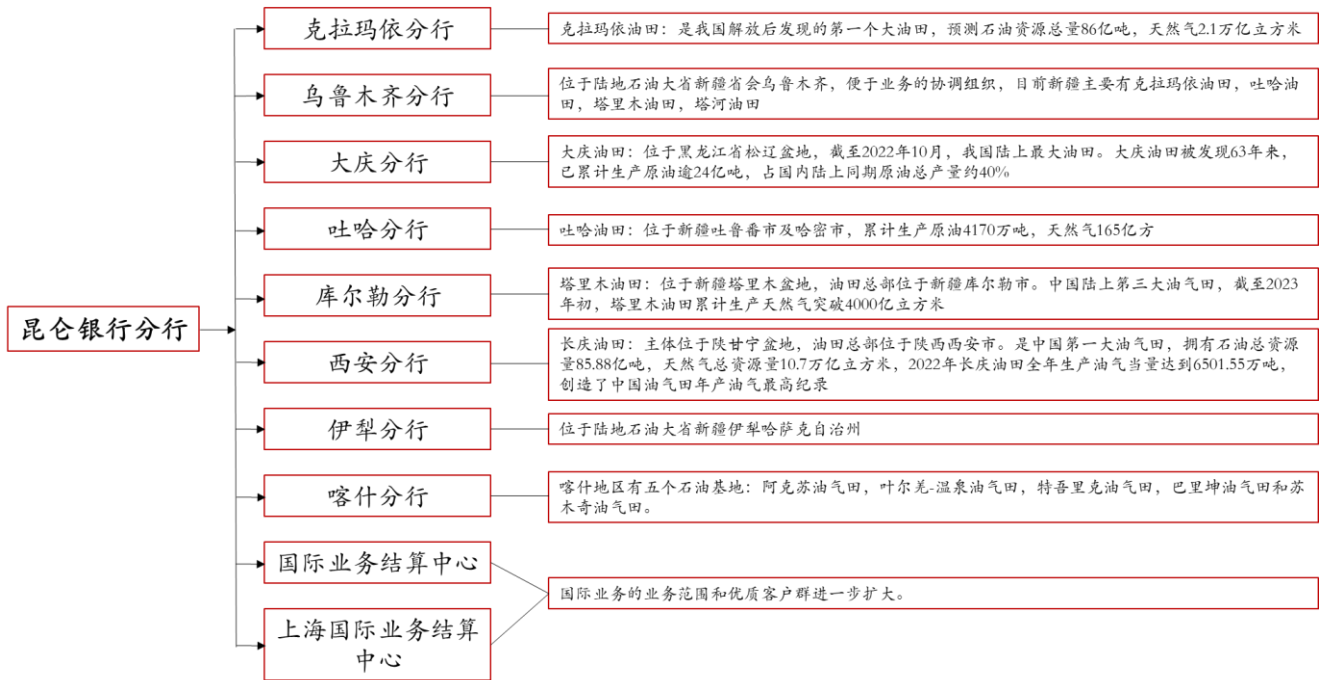 克拉玛依分行
克拉玛依油田：是我国解放后发现的第一个大油田，预测石油资源总量86亿吨，天然气2.1万亿立方米
乌鲁木齐分行
位于陆地石油大省新疆省会乌鲁木齐，便于业务的协调组织，目前新疆主要有克拉玛依油田，吐哈油
田，塔里木油田，塔河油田
大庆分行
大庆油田：位于黑龙江省松辽盆地，截至2022年10月，我国陆上最大油田。大庆油田被发现63年来，
已累计生产原油逾24亿吨，占国内陆上同期原油总产量约40%
吐哈分行
吐哈油田：位于新疆吐鲁番市及哈密市，累计生产原油4170万吨，天然气165亿方
库尔勒分行
塔里木油田：位于新疆塔里木盆地，油田总部位于新疆库尔勒市。中国陆上第三大油气田，截至2023
年初，塔里木油田累计生产天然气突破4000亿立方米
昆仑银行分行
西安分行
长庆油田：主体位于陕甘宁盆地，油田总部位于陕西西安市。是中国第一大油气田，拥有石油总资源
量85.88亿吨，天然气总资源量10.7万亿立方米，2022年长庆油田全年生产油气当量达到6501.55万吨，
创造了中国油气田年产油气最高纪录
伊犁分行
位于陆地石油大省新疆伊犁哈萨克自治州
喀什分行
喀什地区有五个石油基地：阿克苏油气田，叶尔羌-温泉油气田，特吾里克油气田，巴里坤油气田和苏
木奇油气田。
国际业务结算中心
国际业务的业务范围和优质客户群进一步扩大。
上海国际业务结算
中心